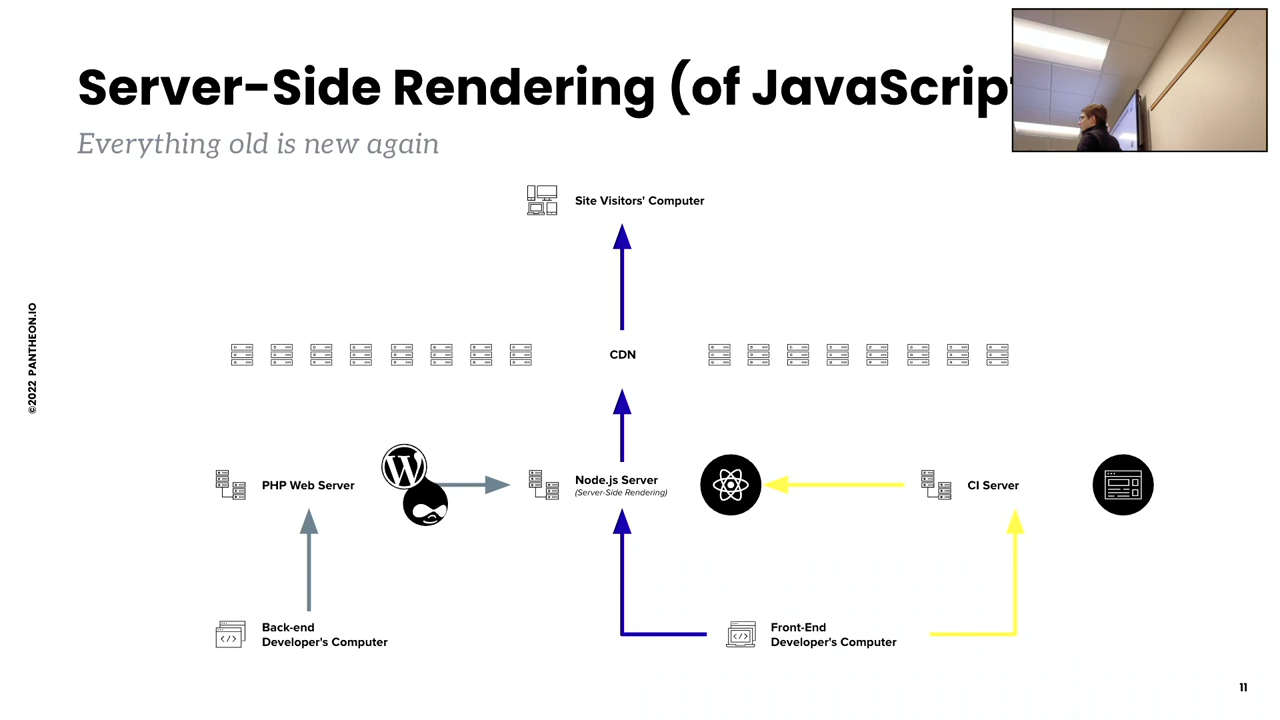 Server-Side Rendering (of JavaScript
Everything old is new again
Site Visitors' Computer
©2022 PANTHEON.IO
CDN
PHP Web Server
Node.js Server
(Server-Side Rendering)
CI Server
Back-end
Developer's Computer
Front-End
Developer's Computer
11